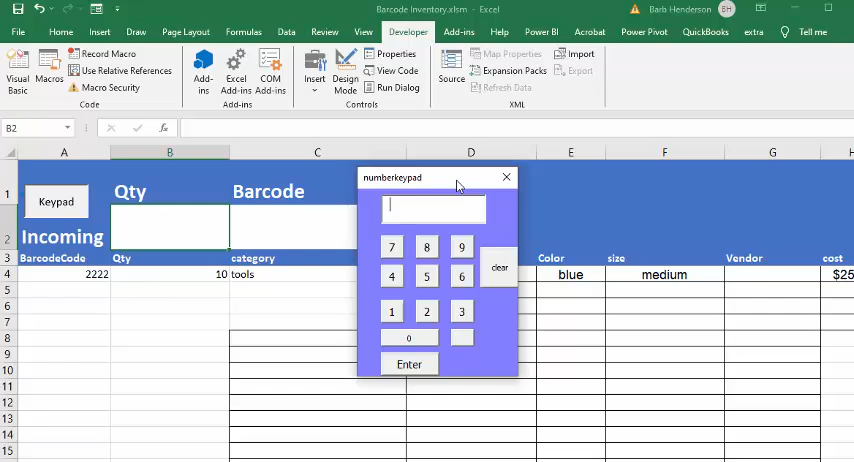 Barcode Inventory.xlsm - Excel
Barb Henderson BH
File Home Insert Draw Page Layout Formulas Data Review View Developer Add-ins Help Power BI Acrobat Power Pivot QuickBooks extra Tell me
Visual Basic
Macros
Record Macro
Use Relative References
Macro Security
Code
Add-ins
Excel Add-ins
COM Add-ins
Add-ins
Insert
Design Mode
Properties
View Code
Run Dialog
Controls
Source
Map Properties
Expansion Packs
Refresh Data
Import
Export
XML
B2
fx
A B C D E F G H
1 Keypad Qty Barcode
2 Incoming
3 BarcodeCode Qty category Color size Vendor cost
4 2222 10 tools blue medium $25
5
6
7
8
9
10
11
12
13
14
15
numberkeypad
7 8 9
clear
4 5 6
1 2 3
0
Enter